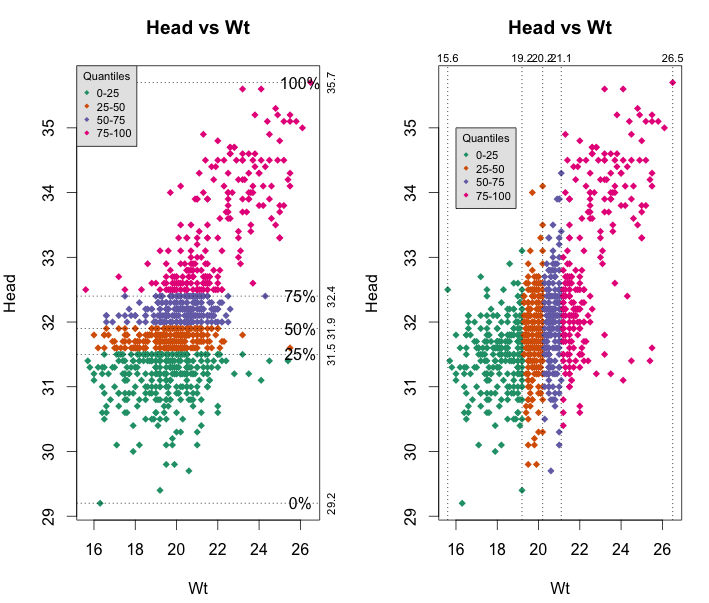 Head vs Wt
Quantiles
0-25
25-50
50-75
75-100
100%
75%
50%
25%
0%
35.7
32.4
31.9
31.5
29.2
35
34
33
32
31
30
29
Head
16 18 20 22 24 26
Wt
Head vs Wt
15.6 19.2 20.2 21.1 26.5
Quantiles
0-25
25-50
50-75
75-100
35
34
33
32
31
30
29
Head
16 18 20 22 24 26
Wt